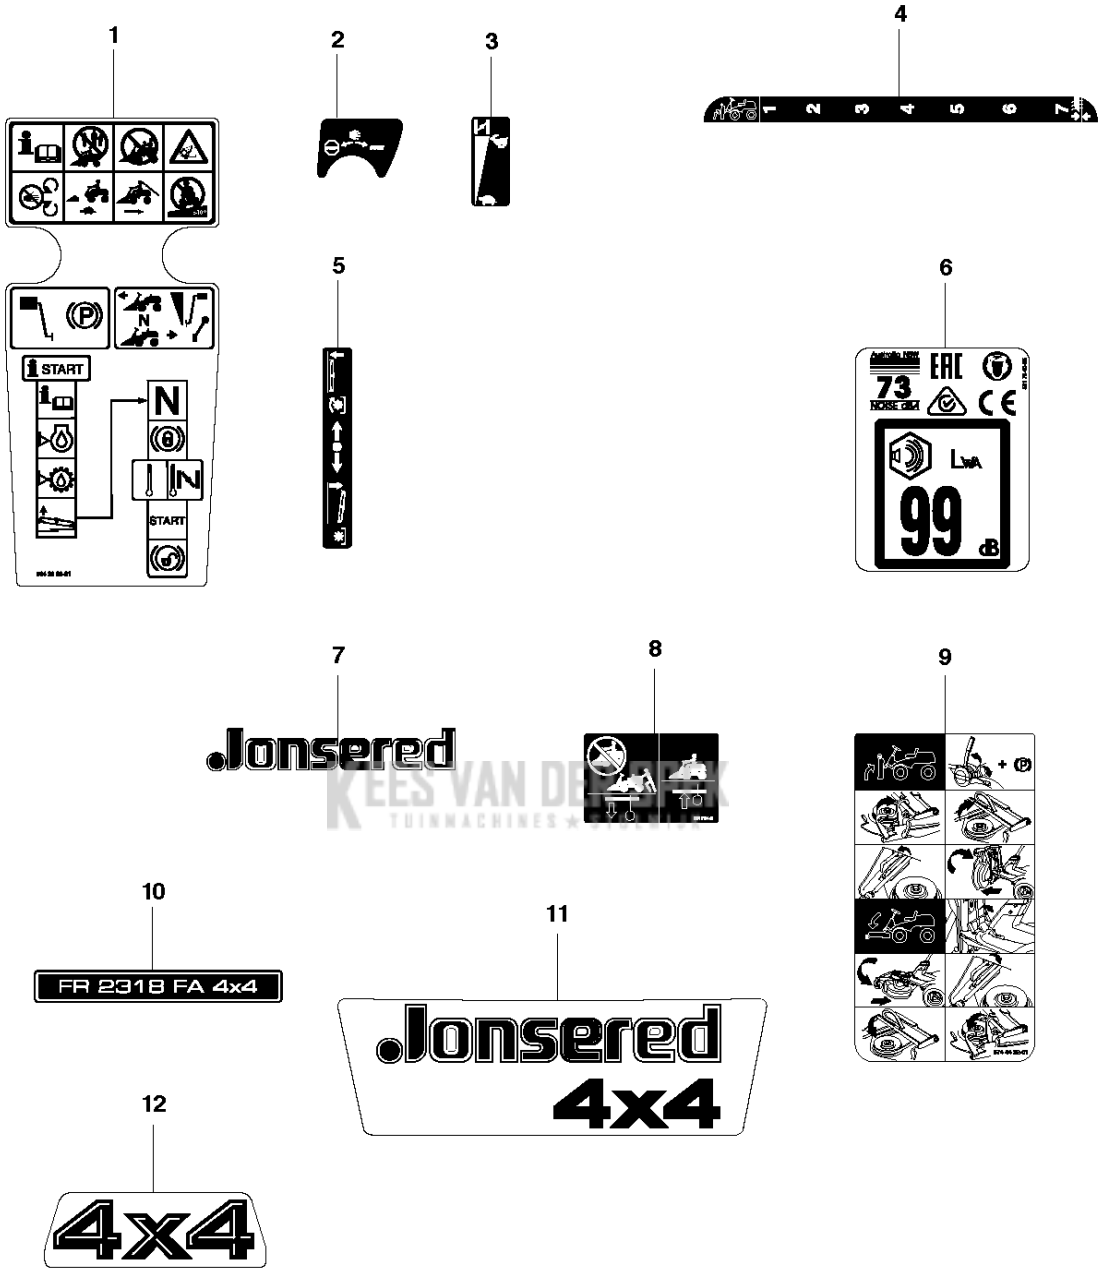 1
2
3
4
1 2 3 4 5 6 7
5
6
N
START
N
START
Australia NSW
73
NOISE dBA
EAC
CE
LWA
99
dB
7
8
9
Jonsered
KEES VAN DER SPEK
TUINMACHINES ★ STOLWIJK
+ (P)
10
11
FR 2318 FA 4x4
Jonsered
4x4
12
4x4